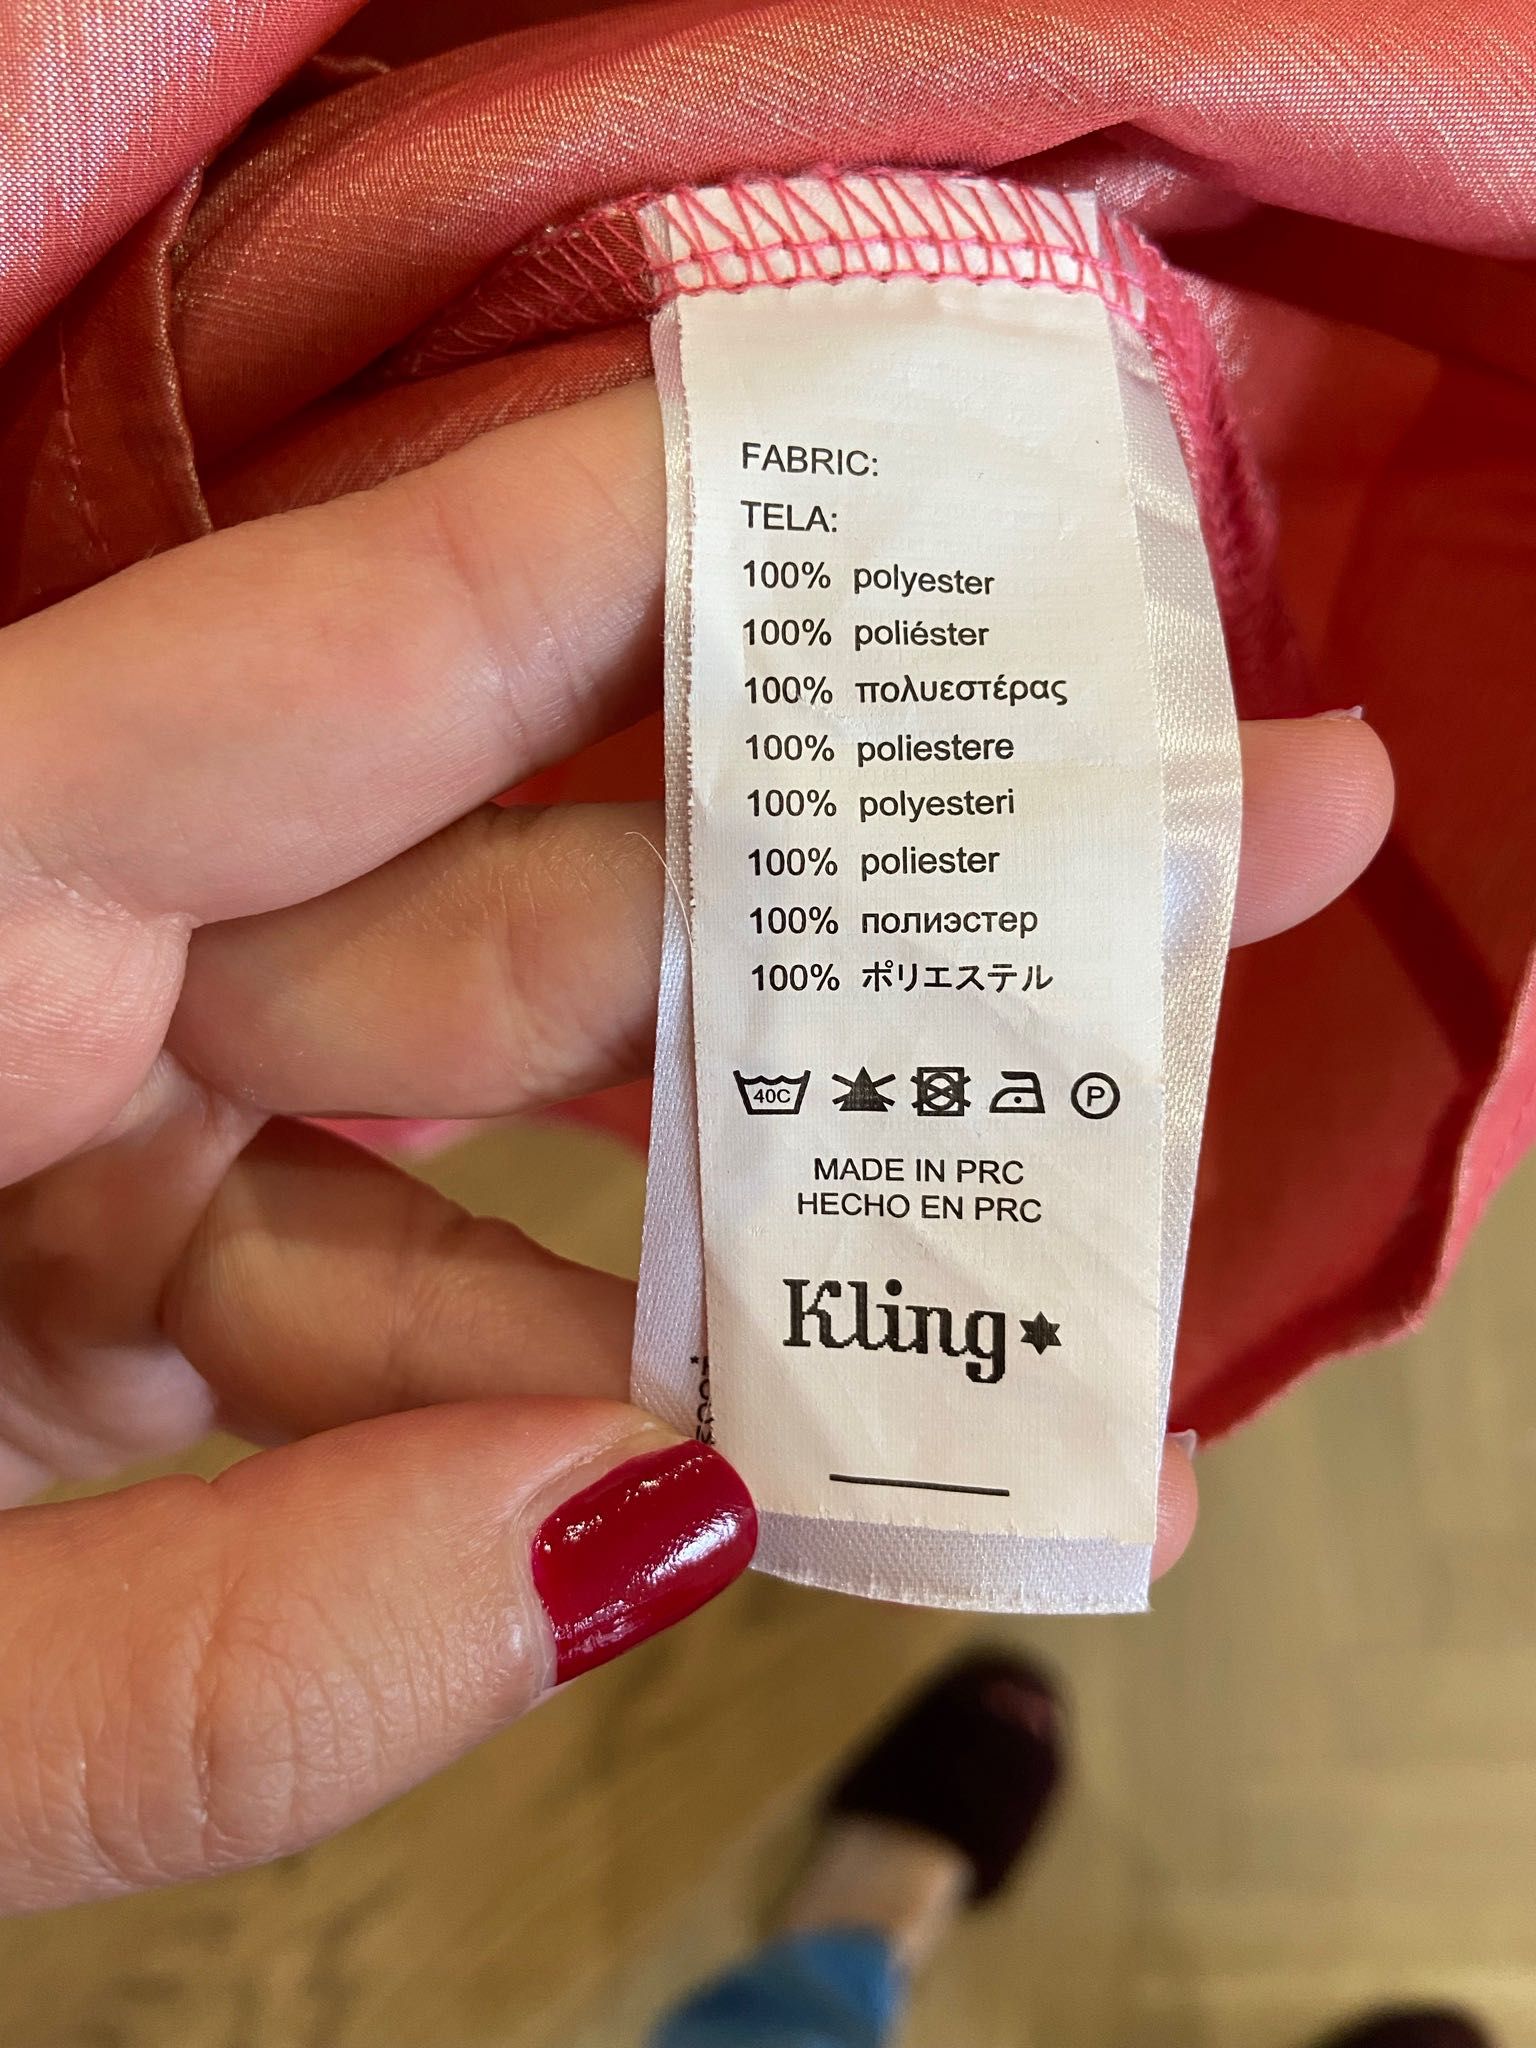 FABRIC:
TELA:
100% polyester
100% poliéster
100% πολυεστέρας
100% poliestere
100% polyesteri
100% poliester
100% полиэстер
100% ポリエステル
40C P
MADE IN PRC
HECHO EN PRC
Kling